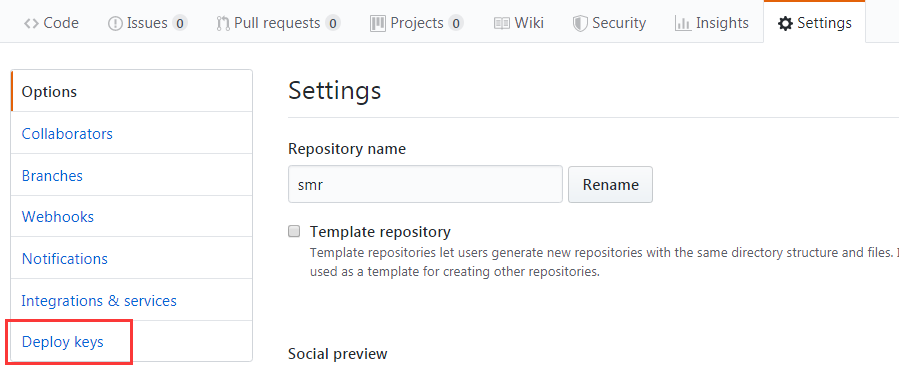 Code Issues 0 Pull requests 0 Projects 0 Wiki Security Insights Settings
Options
Collaborators
Branches
Webhooks
Notifications
Integrations & services
Deploy keys
Settings
Repository name
smr Rename
Template repository
Template repositories let users generate new repositories with the same directory structure and files.
used as a template for creating other repositories.
Social preview